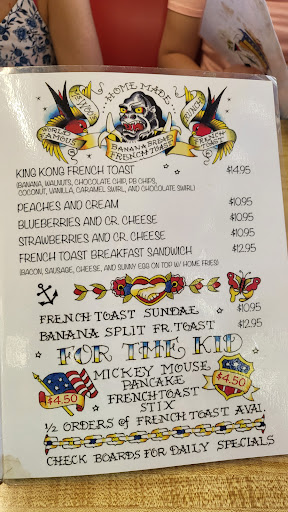 HOME MADE
WORLD FAMOUS
BANANA BREAD
FRENCH TOAST
KING KONG FRENCH TOAST $14.95
(BANANA, WALNUTS, CHOCOLATE CHIP, PB CHIPS,
COCONUT, VANILLA, CARAMEL SWIRL, AND CHOCOLATE SWIRL)
PEACHES AND CREAM $10.95
BLUEBERRIES AND CR. CHEESE $10.95
STRAWBERRIES AND CR. CHEESE $10.95
FRENCH TOAST BREAKFAST SANDWICH $12.95
(BACON, SAUSAGE, CHEESE, AND SUNNY EGG ON TOP W/ HOME FRIES)
FRENCH TOAST SUNDAE $10.95
BANANA SPLIT FR. TOAST $12.95
FOR THE KID
MICKEY MOUSE
PANCAKE
$4.50
FRENCH TOAST
STIX
$4.50
1/2 ORDERS OF FRENCH TOAST AVAL.
CHECK BOARDS FOR DAILY SPECIALS